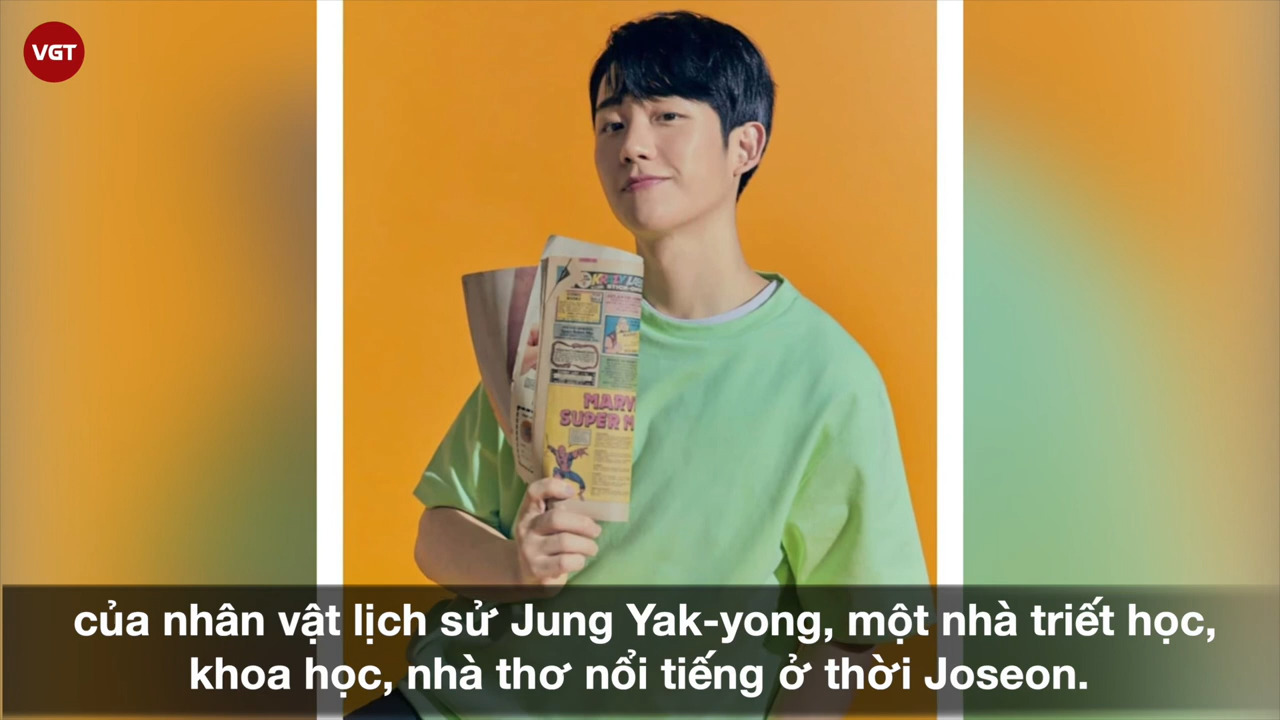 VGT
MARV
SUPER H
của nhân vật lịch sử Jung Yak-yong, một nhà triết học,
khoa học, nhà thơ nổi tiếng ở thời Joseon.